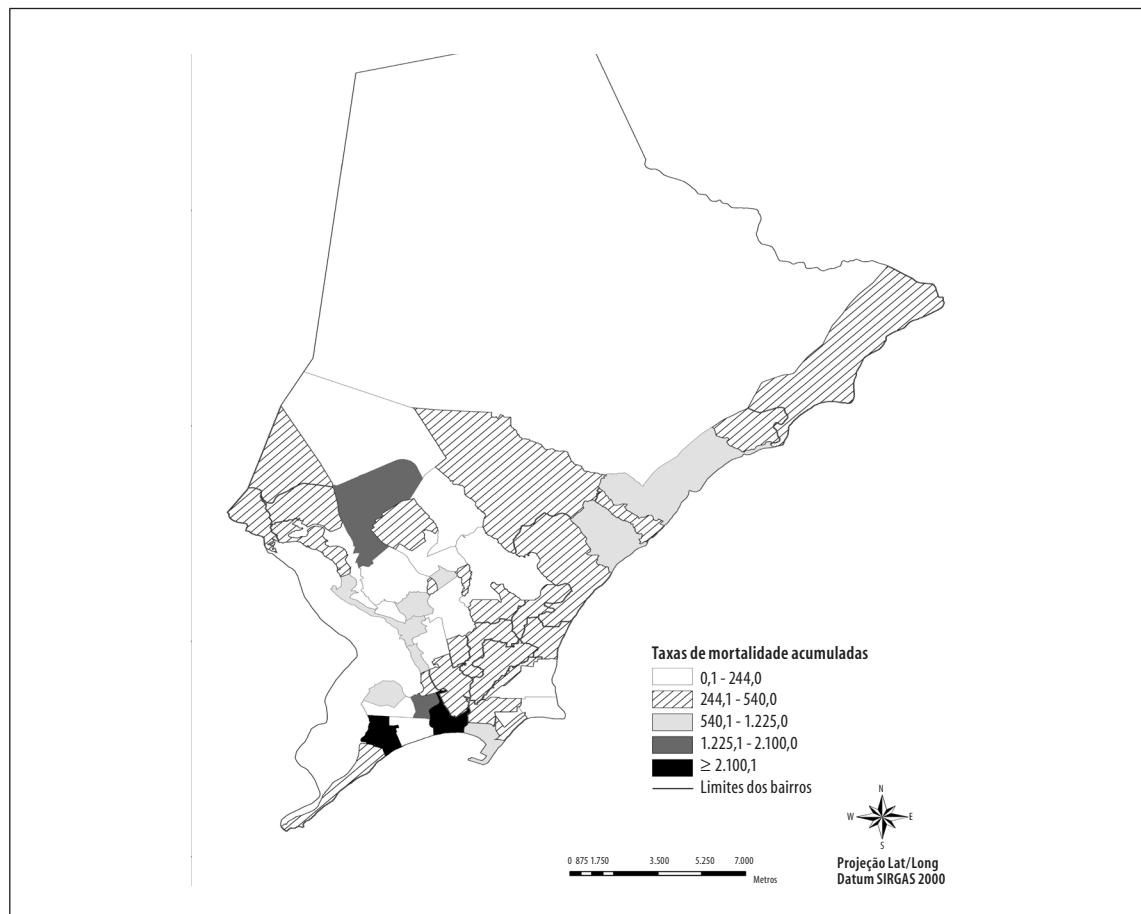 Taxas de mortalidade acumuladas
0,1 - 244,0
244,1 - 540,0
540,1 - 1.225,0
1.225,1 - 2.100,0
≥ 2.100,1
Limites dos bairros
N
W E
S
0 875 1.750 3.500 5.250 7.000
Metros
Projeção Lat/Long
Datum SIRGAS 2000